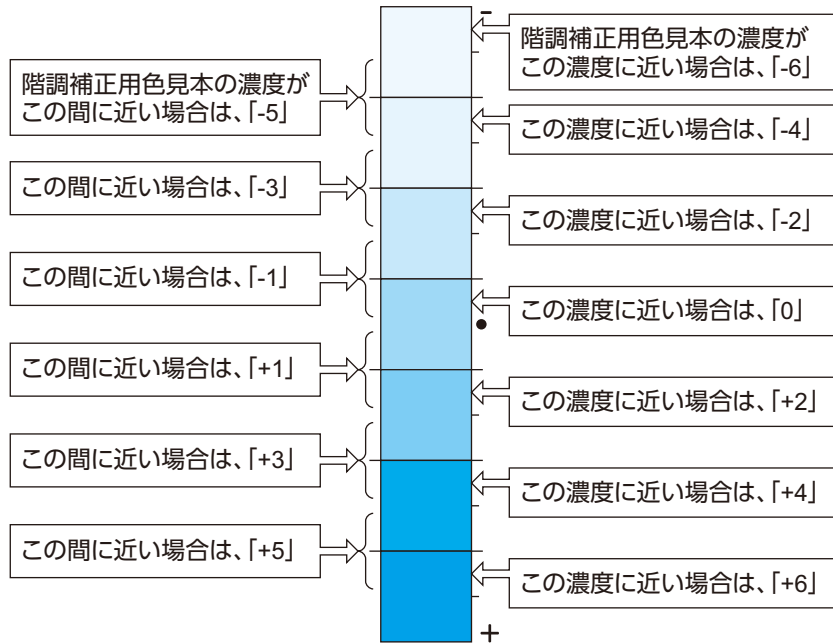 -
階調補正用色見本の濃度が
この濃度に近い場合は、「-6」
階調補正用色見本の濃度が
この間に近い場合は、「-5」
この濃度に近い場合は、「-4」
この間に近い場合は、「-3」
この濃度に近い場合は、「-2」
この間に近い場合は、「-1」
この濃度に近い場合は、「0」
●
この間に近い場合は、「+1」
この濃度に近い場合は、「+2」
この間に近い場合は、「+3」
この濃度に近い場合は、「+4」
この間に近い場合は、「+5」
この濃度に近い場合は、「+6」
+